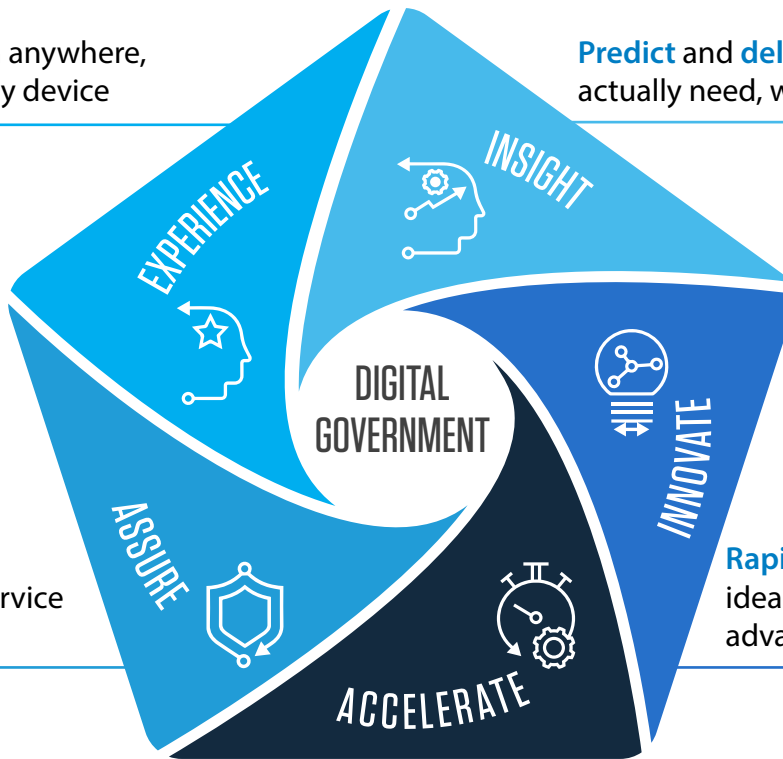 anywhere,
y device
Predict and del
actually need, w
EXPERIENCE
INSIGHT
DIGITAL
GOVERNMENT
INNOVATE
ASSURE
ACCELERATE
rvice
Rapi
idea
adva